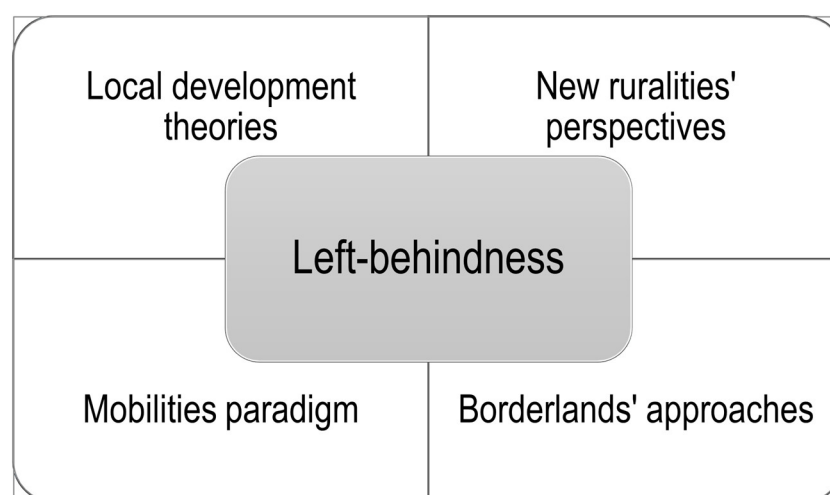 Local development
theories
New ruralities'
perspectives
Left-behindness
Mobilities paradigm
Borderlands' approaches